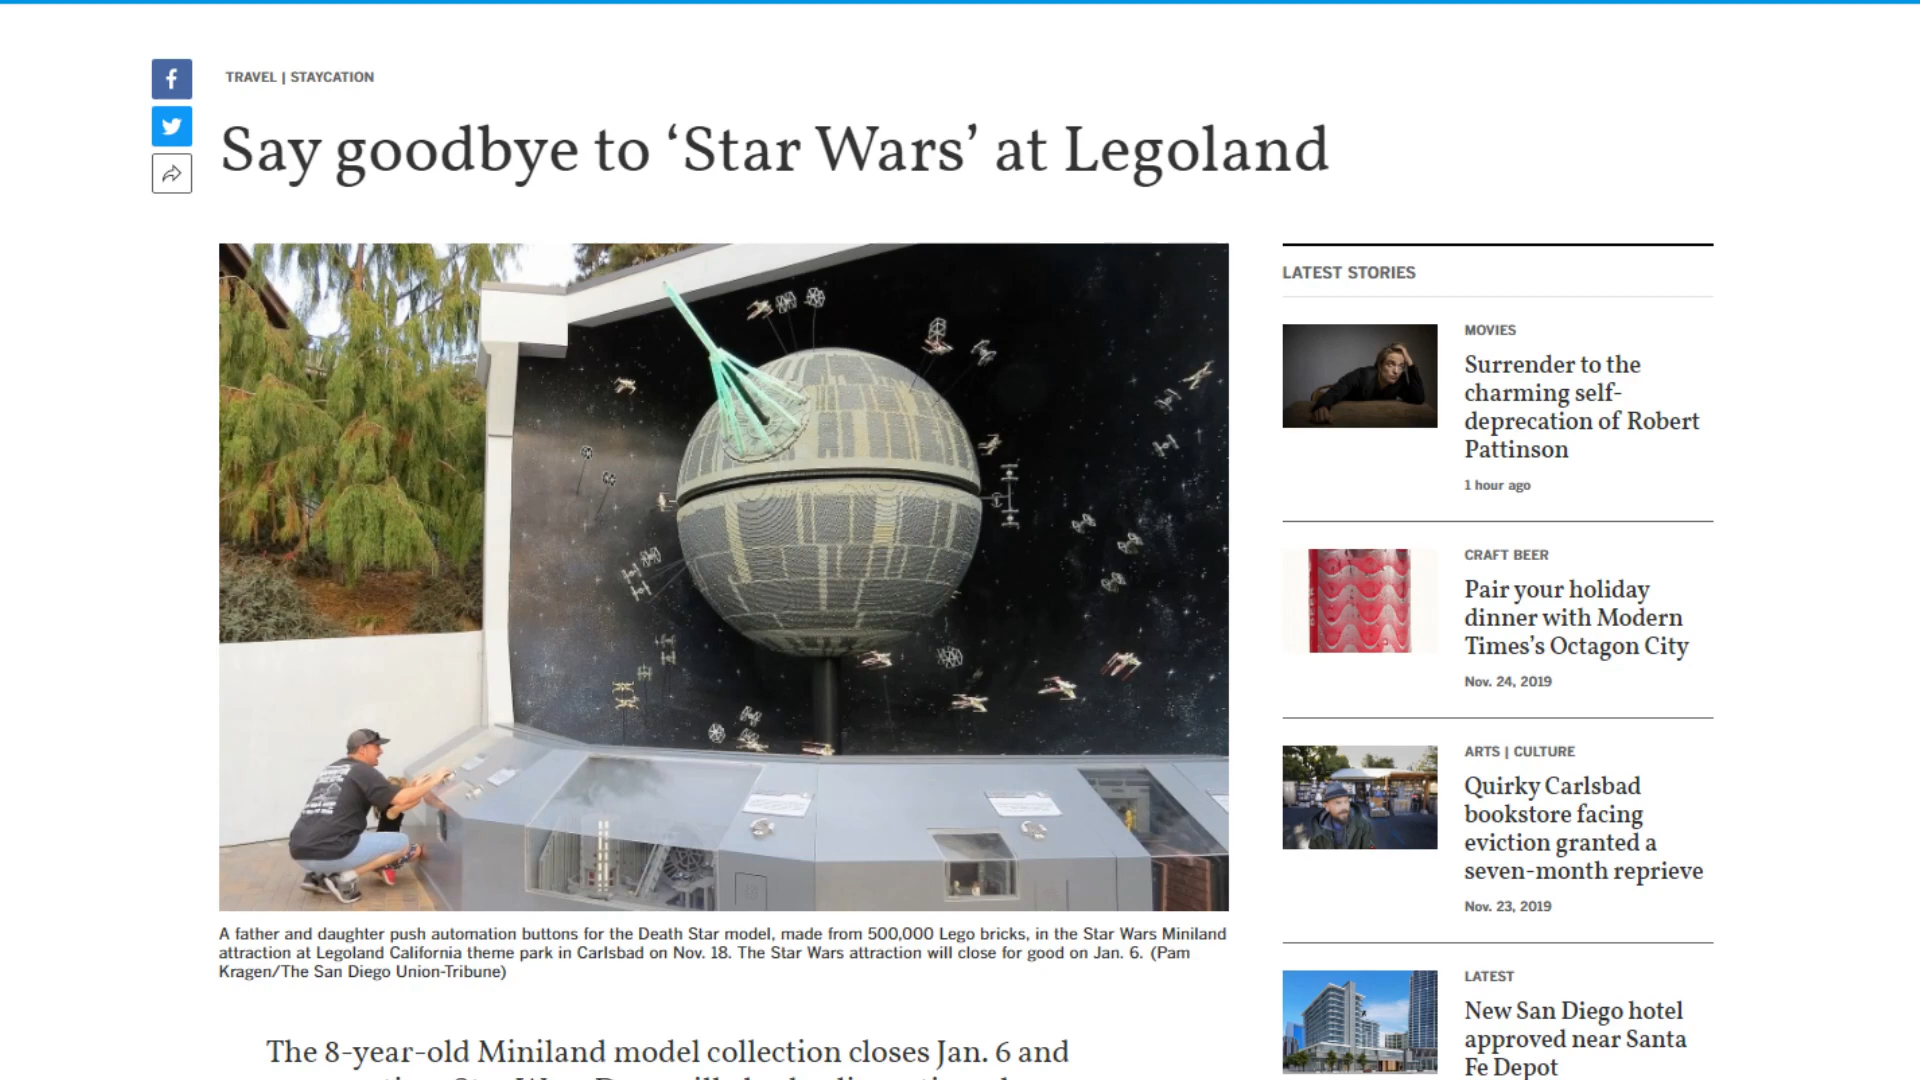 TRAVEL | STAYCATION
Say goodbye to ‘Star Wars’ at Legoland
A father and daughter push automation buttons for the Death Star model, made from 500,000 Lego bricks, in the Star Wars Miniland
attraction at Legoland California theme park in Carlsbad on Nov. 18. The Star Wars attraction will close for good on Jan. 6. (Pam
Kragen/The San Diego Union-Tribune)
The 8-year-old Miniland model collection closes Jan. 6 and
LATEST STORIES
MOVIES
Surrender to the
charming self-
deprecation of Robert
Pattinson
1 hour ago
CRAFT BEER
Pair your holiday
dinner with Modern
Times’s Octagon City
Nov. 24, 2019
ARTS | CULTURE
Quirky Carlsbad
bookstore facing
eviction granted a
seven-month reprieve
Nov. 23, 2019
LATEST
New San Diego hotel
approved near Santa
Fe Depot